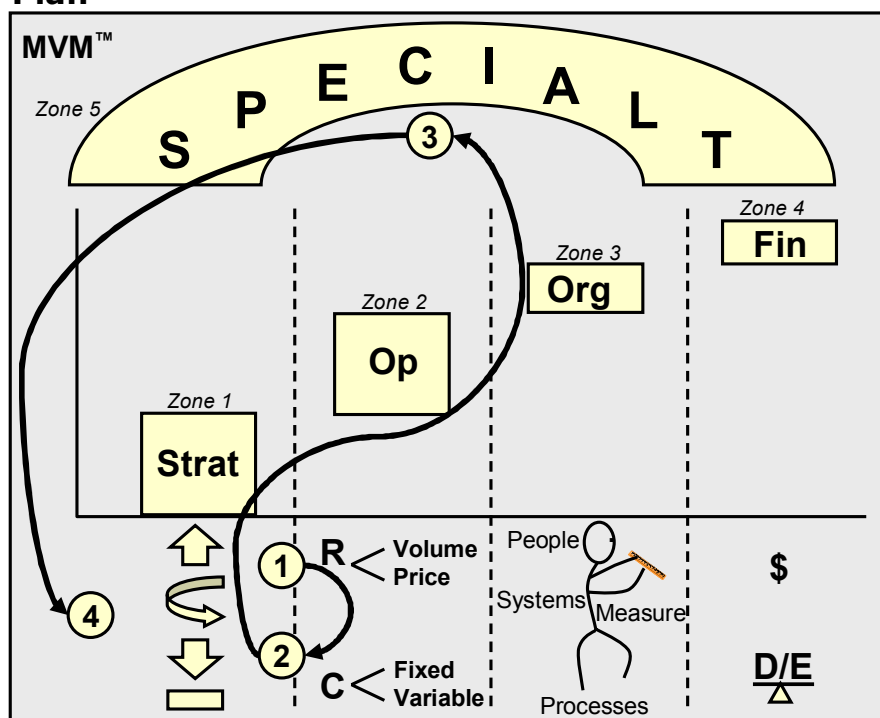 Plan
MVM™
Zone 5
S P E C I A L T
3
Zone 4
Fin
Zone 3
Org
Zone 2
Op
Zone 1
Strat
1
R
Volume
Price
People
$
4
Systems
Measure
2
C
Fixed
Variable
D/E
Processes